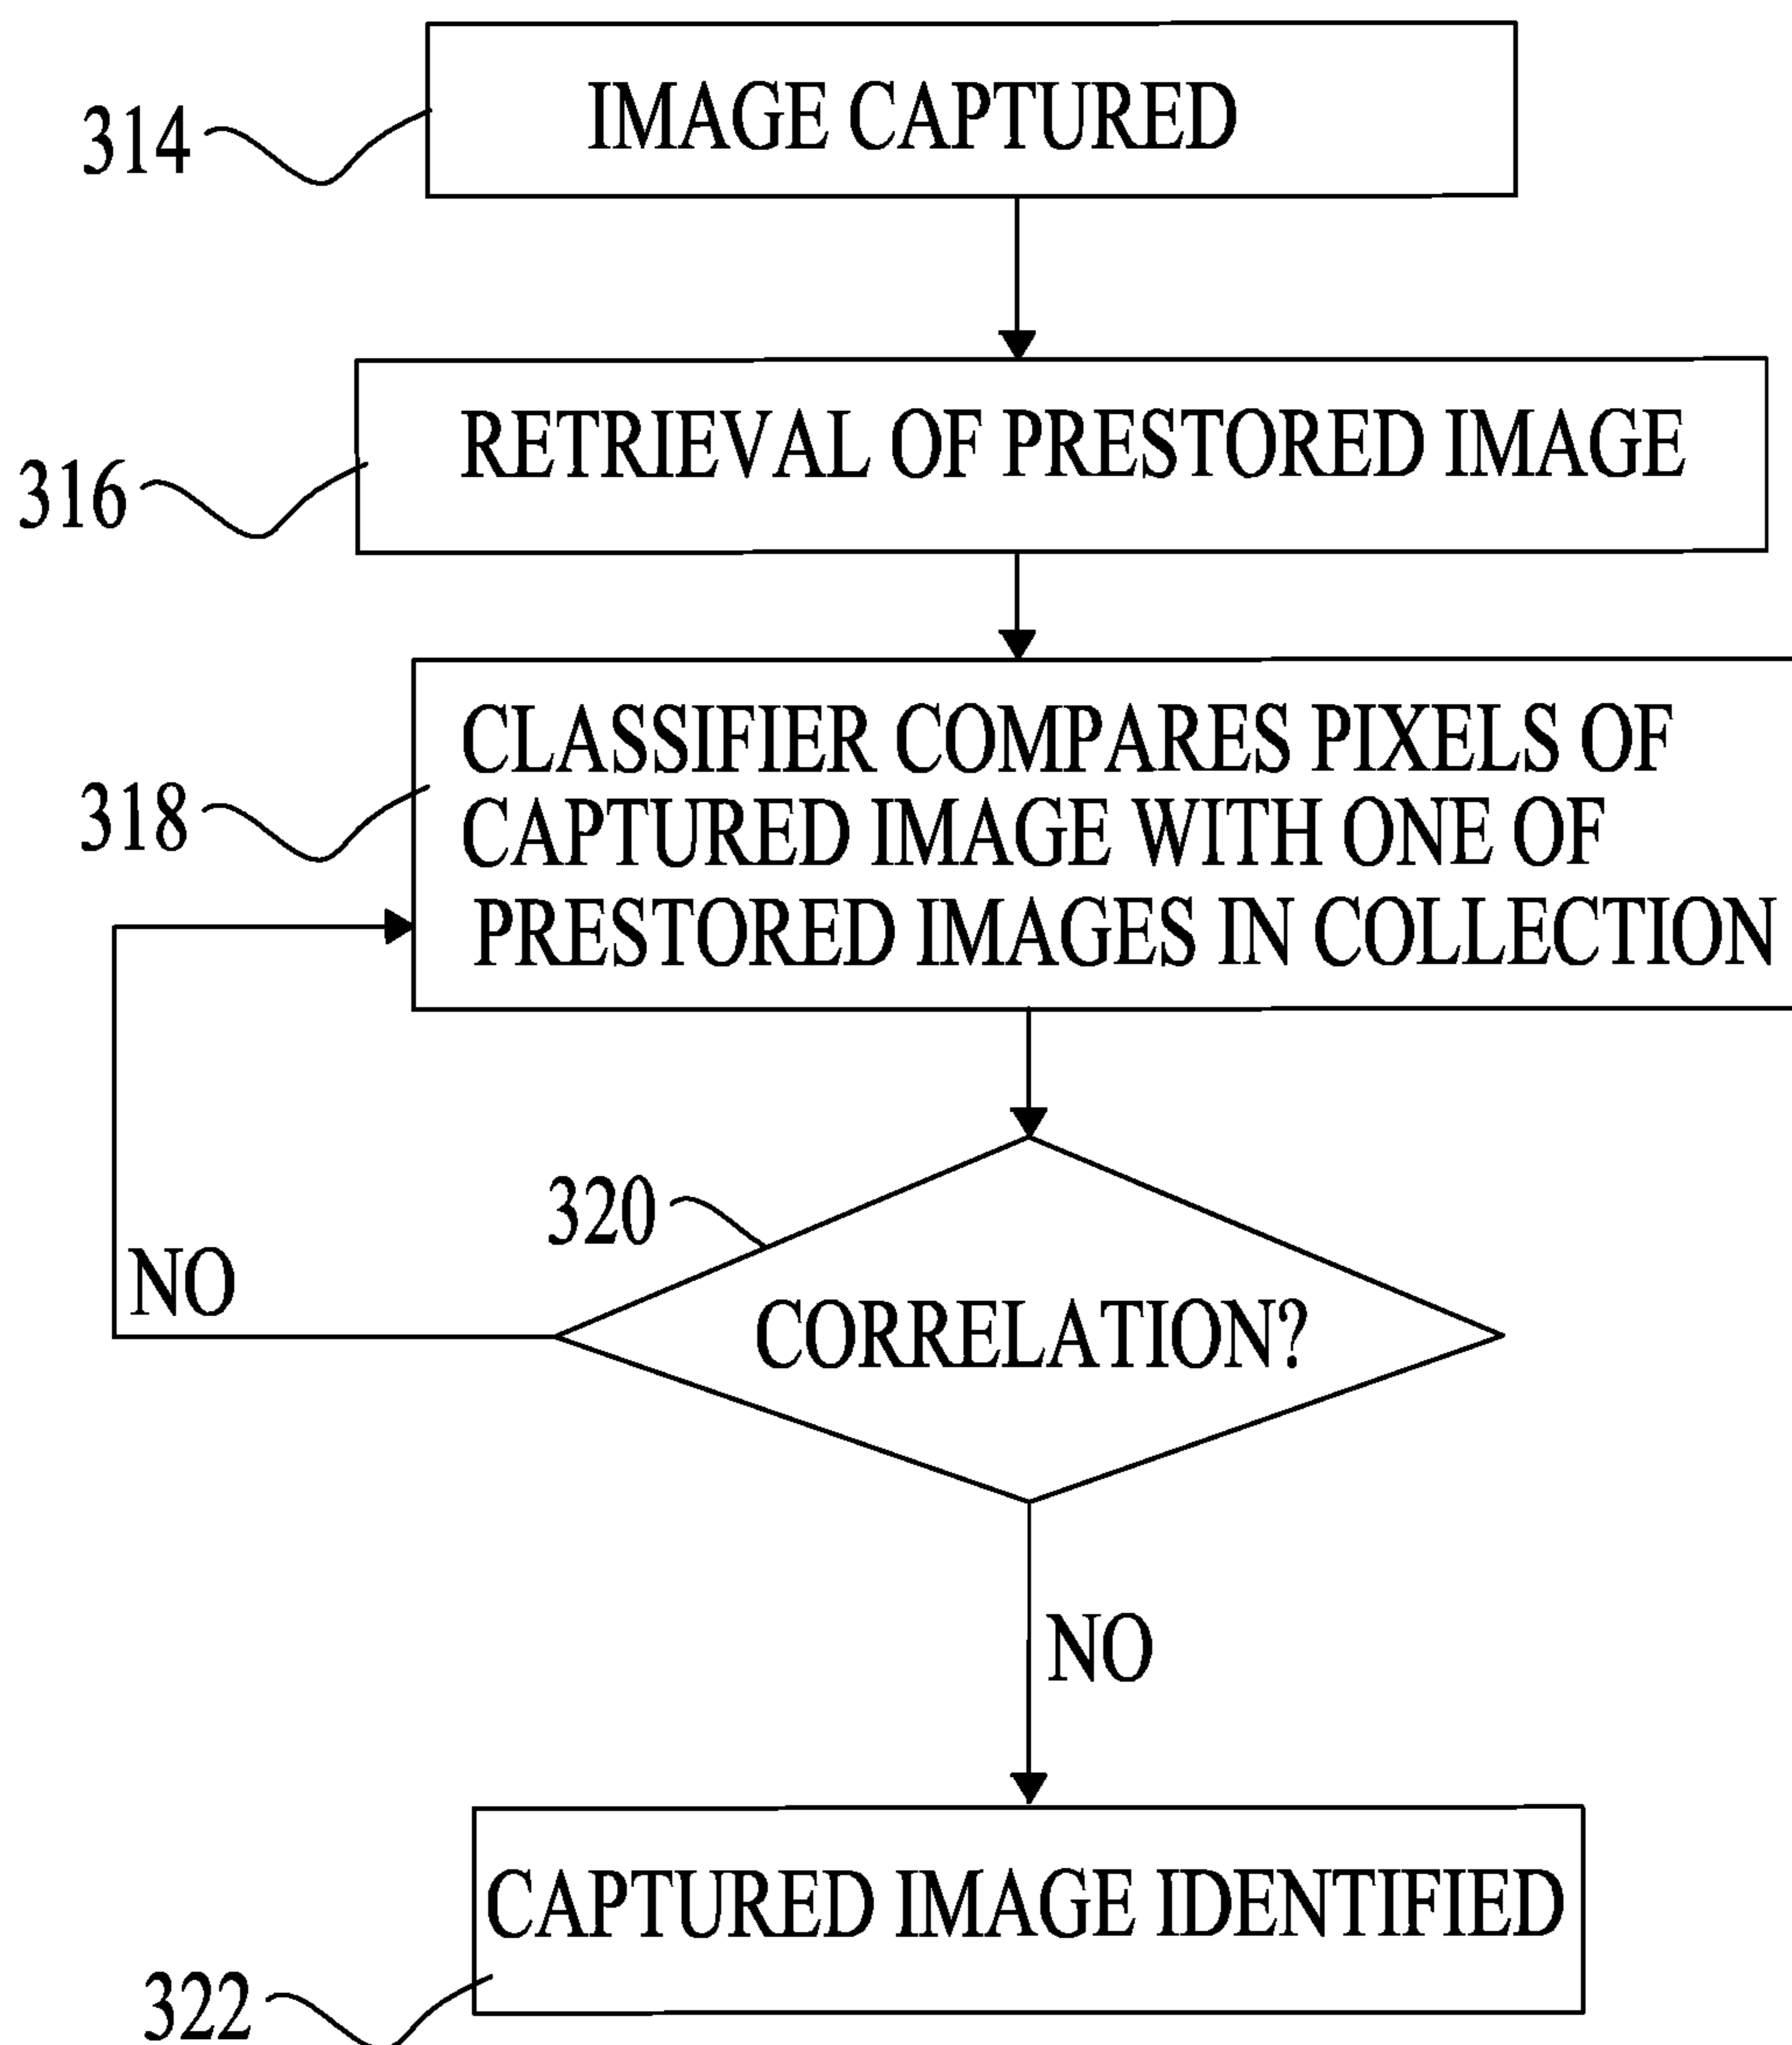 IMAGE CAPTURED
314
RETRIEVAL OF PRESTORED IMAGE
316
CLASSIFIER COMPARES PIXELS OF
CAPTURED IMAGE WITH ONE OF
PRESTORED IMAGES IN COLLECTION
318
320
NO
CORRELATION?
NO
CAPTURED IMAGE IDENTIFIED
322